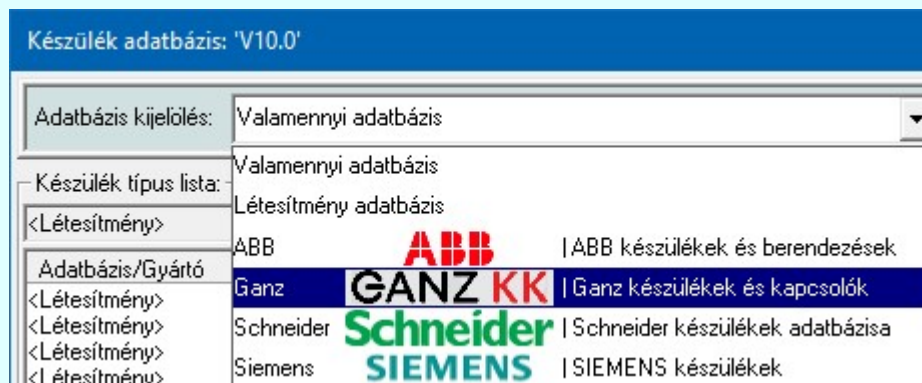 Készülék adatbázis: 'V10.0'
Adatbázis kijelölés: Valamennyi adatbázis
Valamennyi adatbázis
Készülék típus lista:
Létesítmény adatbázis
<Létesítmény>
ABB ABB | ABB készülékek és berendezések
Adatbázis/Gyártó
Ganz GANZ KK | Ganz készülékek és kapcsolók
<Létesítmény>
<Létesítmény>
Schneider Schneider | Schneider készülékek adatbázisa
<Létesítmény>
Siemens SIEMENS | SIEMENS készülékek
<Létesítmény>